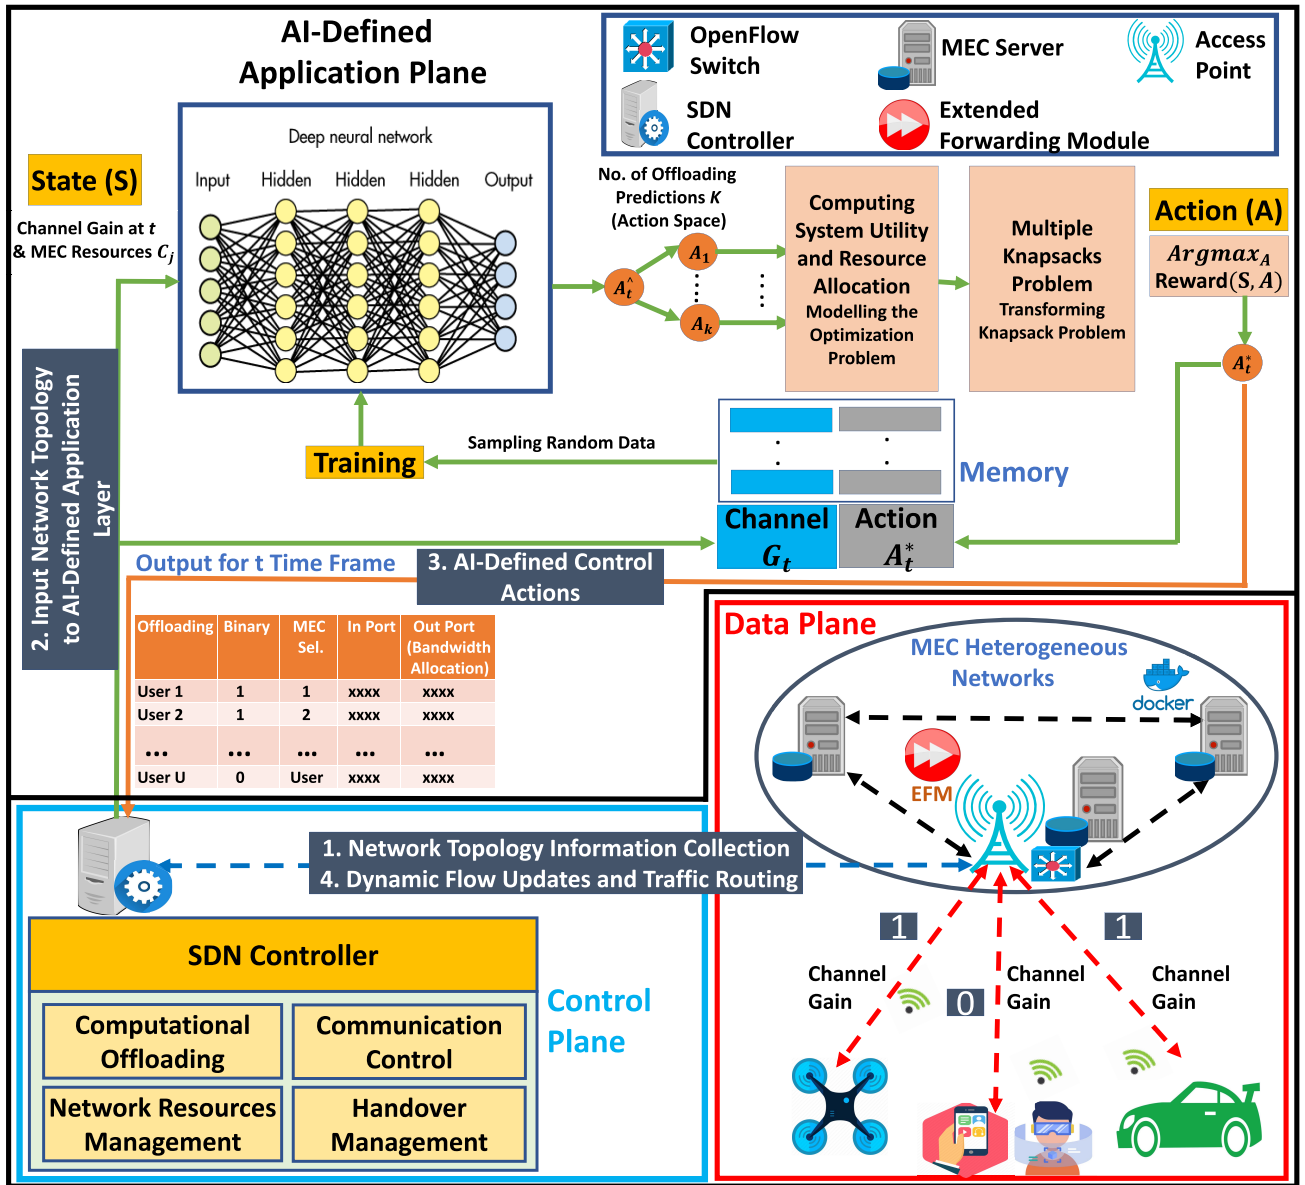 AI-Defined
Application Plane
OpenFlow
Switch
MEC Server
Access
Point
SDN
Controller
Extended
Forwarding Module
State (S)
Channel Gain at t
& MEC Resources Cj
Deep neural network
Input
Hidden
Hidden
Hidden
Output
No. of Offloading
Predictions K
(Action Space)
A^t
A1
Ak
Computing
System Utility
and Resource
Allocation
Modelling the
Optimization
Problem
Multiple
Knapsacks
Problem
Transforming
Knapsack Problem
Action (A)
ArgmaxA
Reward(S, A)
A*t
Training
Sampling Random Data
Memory
Channel
Gt
Action
A*t
2. Input Network Topology
to AI-Defined Application
Layer
Output for t Time Frame
3. AI-Defined Control
Actions
Offloading Binary MEC Sel. In Port Out Port (Bandwidth Allocation)
User 1 1 1 xxxx xxxx
User 2 1 2 xxxx xxxx
... ... ... ... ...
User U 0 User xxxx xxxx
Data Plane
MEC Heterogeneous
Networks
docker
EFM
1. Network Topology Information Collection
4. Dynamic Flow Updates and Traffic Routing
SDN Controller
Computational
Offloading
Communication
Control
Network Resources
Management
Handover
Management
Control
Plane
1
0
1
Channel
Gain
Channel
Gain
Channel
Gain